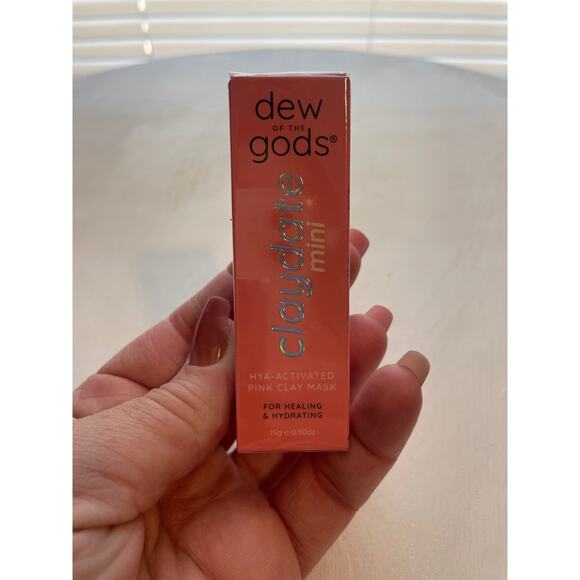 dew
OF THE
gods®
claydate
mini
HYA-ACTIVATED
PINK CLAY MASK
FOR HEALING
& HYDRATING
15g e 0.50oz